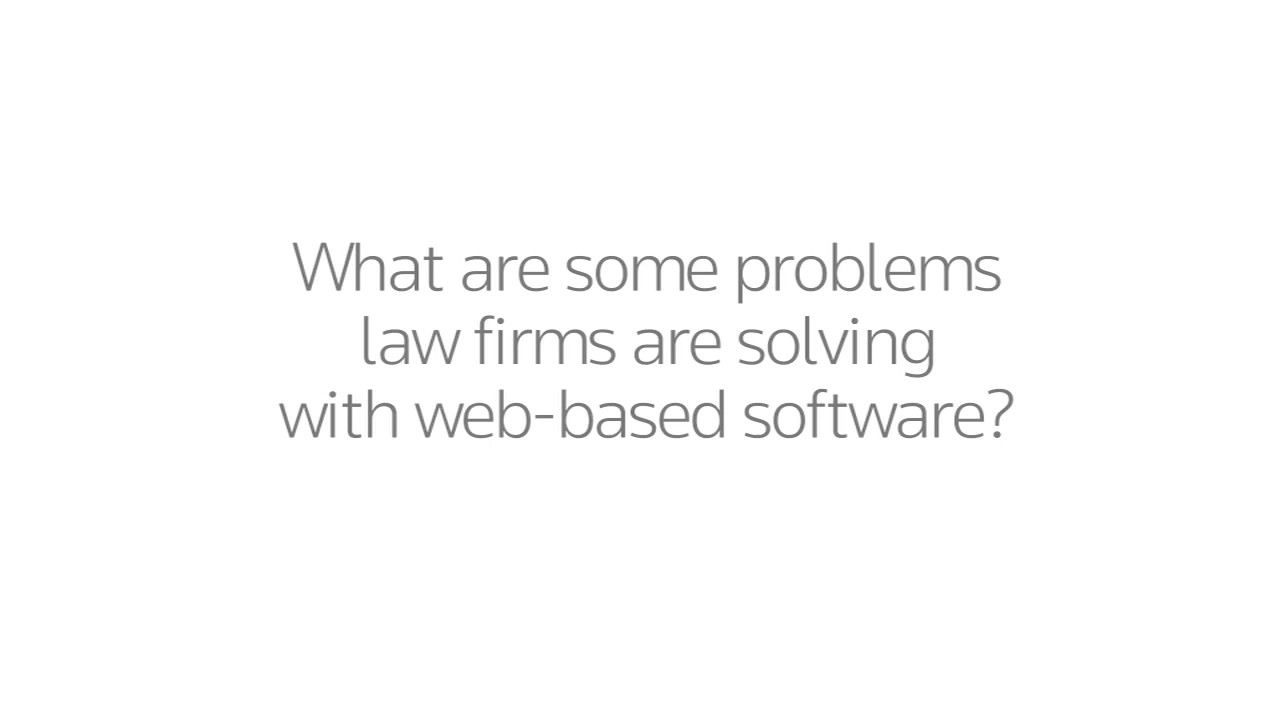 What are some problems
law firms are solving
with web-based software?